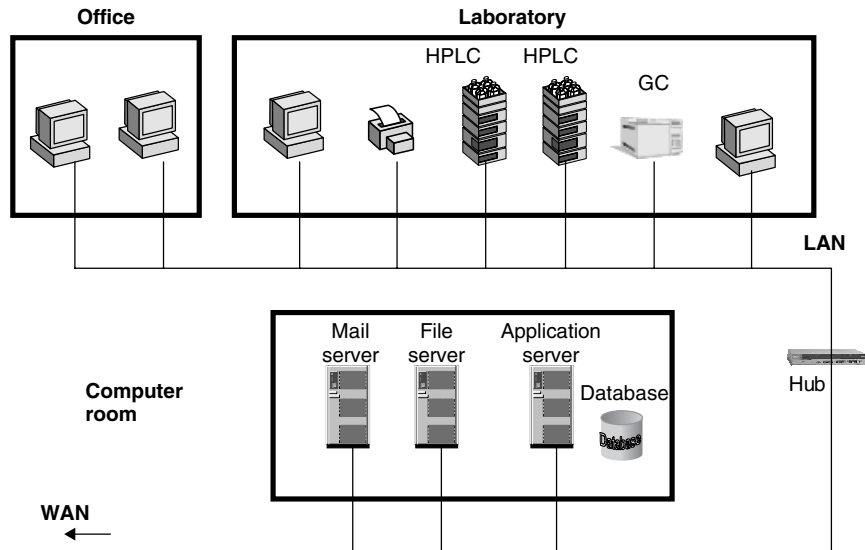 Office
Laboratory
HPLC
HPLC
GC
LAN
Mail
server
File
server
Application
server
Database
Database
Hub
Computer
room
WAN